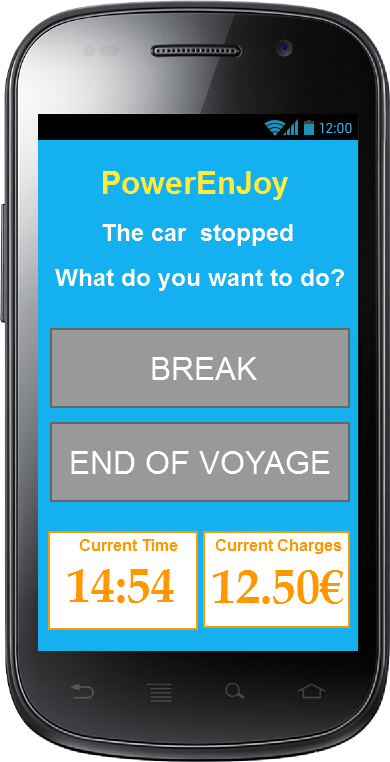 12:00
PowerEnJoy
The car stopped
What do you want to do?
BREAK
END OF VOYAGE
Current Time
14:54
Current Charges
12.50€